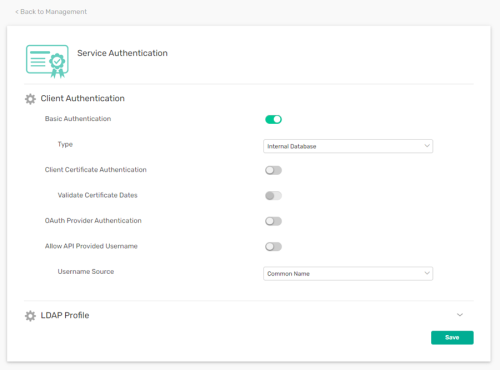 < Back to Management
Service Authentication
Client Authentication
Basic Authentication
Type
Internal Database
Client Certificate Authentication
Validate Certificate Dates
OAuth Provider Authentication
Allow API Provided Username
Username Source
Common Name
LDAP Profile
Save